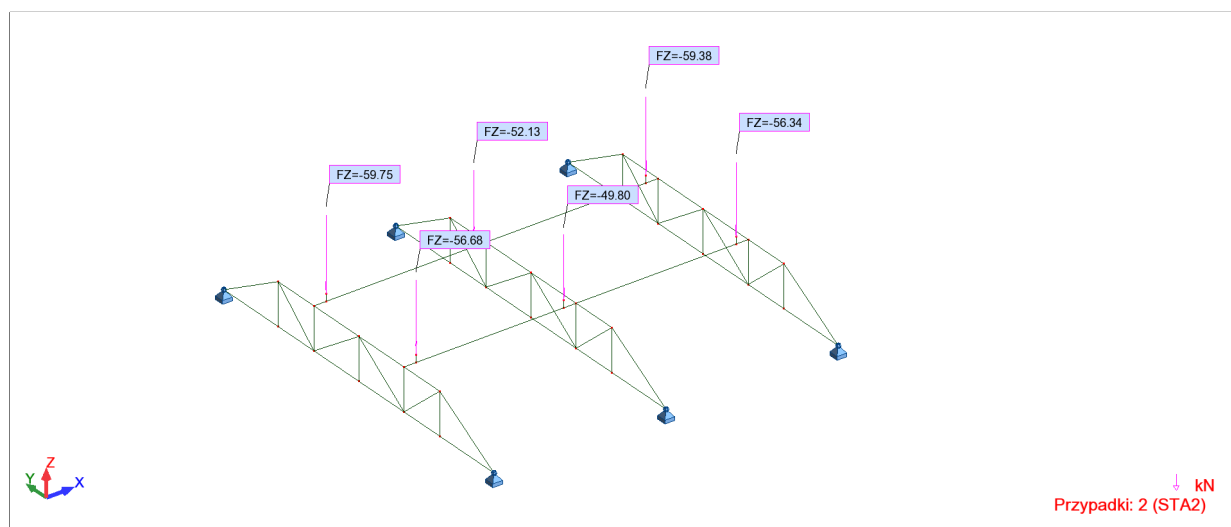 FZ=-59.38
FZ=-56.34
FZ=-52.13
FZ=-59.75
FZ=-49.80
FZ=-56.68
Z
Y
X
kN
Przypadki: 2 (STA2)